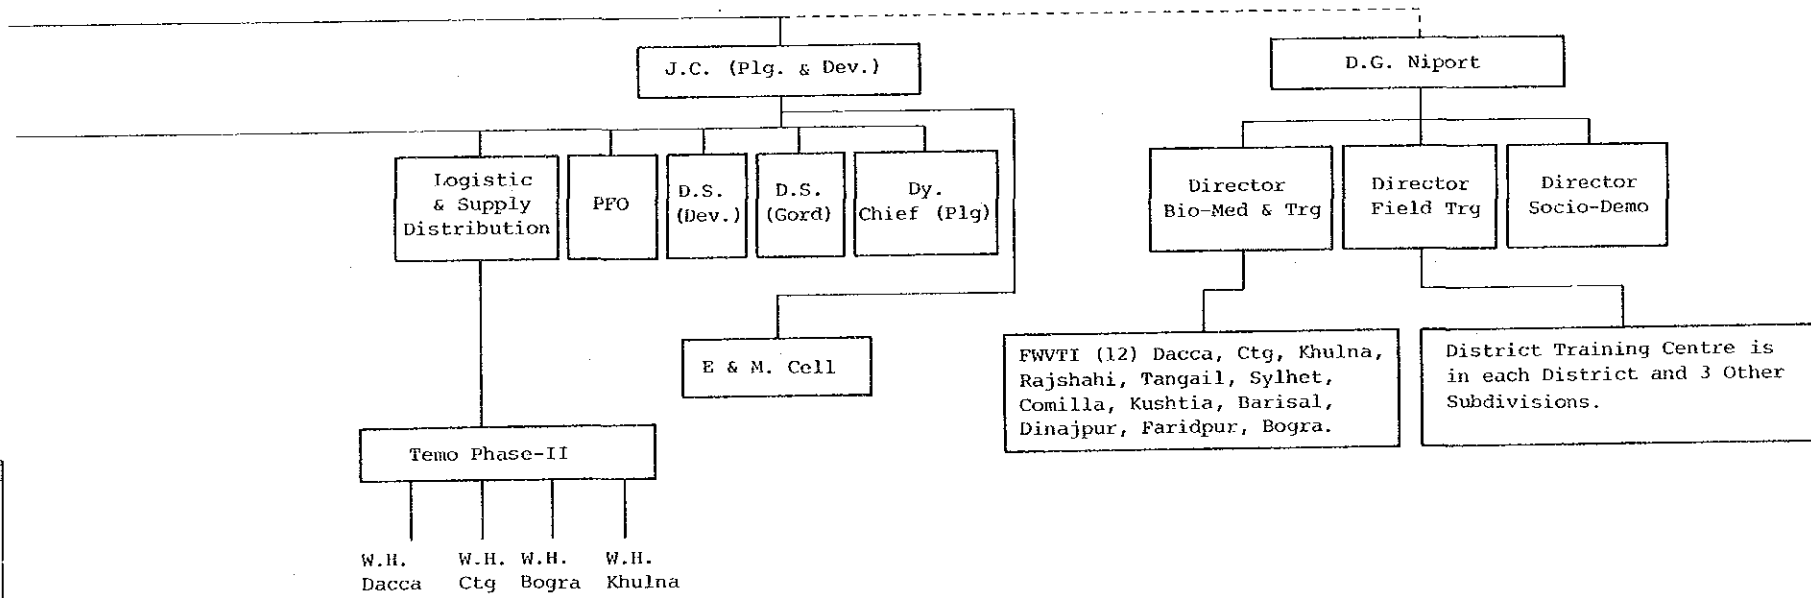 J.C. (Plg. & Dev.)
D.G. Niport
Logistic
& Supply
Distribution
PFO
D.S.
(Dev.)
D.S.
(Gord)
Dy.
Chief (Plg)
Director
Bio-Med & Trg
Director
Field Trg
Director
Socio-Demo
E & M. Cell
FWVTI (12) Dacca, Ctg, Khulna,
Rajshahi, Tangail, Sylhet,
Comilla, Kushtia, Barisal,
Dinajpur, Faridpur, Bogra.
District Training Centre is
in each District and 3 Other
Subdivisions.
Temo Phase-II
W.H.
Dacca
W.H.
Ctg
W.H.
Bogra
W.H.
Khulna